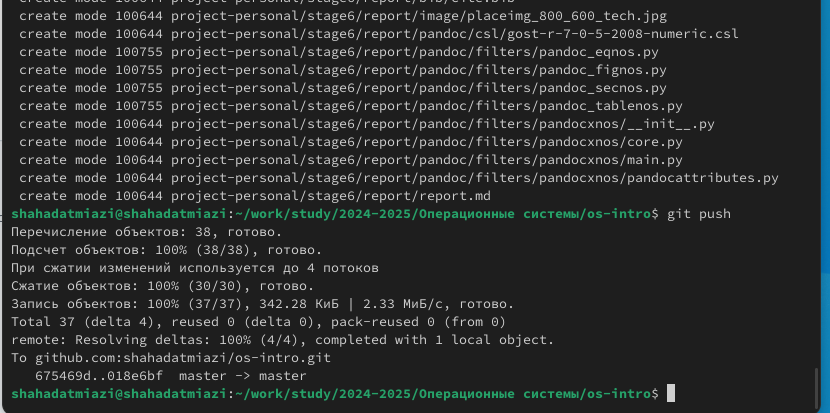 create mode 100644 project-personal/stage6/report/image/placeimg_800_600_tech.jpg
create mode 100644 project-personal/stage6/report/pandoc/csl/gost-r-7-0-5-2008-numeric.csl
create mode 100755 project-personal/stage6/report/pandoc/filters/pandoc_eqnos.py
create mode 100755 project-personal/stage6/report/pandoc/filters/pandoc_fignos.py
create mode 100755 project-personal/stage6/report/pandoc/filters/pandoc_secnos.py
create mode 100755 project-personal/stage6/report/pandoc/filters/pandoc_tablenos.py
create mode 100644 project-personal/stage6/report/pandoc/filters/pandocxnos/__init__.py
create mode 100644 project-personal/stage6/report/pandoc/filters/pandocxnos/core.py
create mode 100644 project-personal/stage6/report/pandoc/filters/pandocxnos/main.py
create mode 100644 project-personal/stage6/report/pandoc/filters/pandocxnos/pandocattributes.py
create mode 100644 project-personal/stage6/report/report.md
shahadatmiazi@shahadatmiazi:~/work/study/2024-2025/Операционные системы/os-intro$ git push
Перечисление объектов: 38, готово.
Подсчет объектов: 100% (38/38), готово.
При сжатии изменений используется до 4 потоков
Сжатие объектов: 100% (30/30), готово.
Запись объектов: 100% (37/37), 342.28 КиБ | 2.33 МиБ/с, готово.
Total 37 (delta 4), reused 0 (delta 0), pack-reused 0 (from 0)
remote: Resolving deltas: 100% (4/4), completed with 1 local object.
To github.com:shahadatmiazi/os-intro.git
675469d..018e6bf  master -> master
shahadatmiazi@shahadatmiazi:~/work/study/2024-2025/Операционные системы/os-intro$